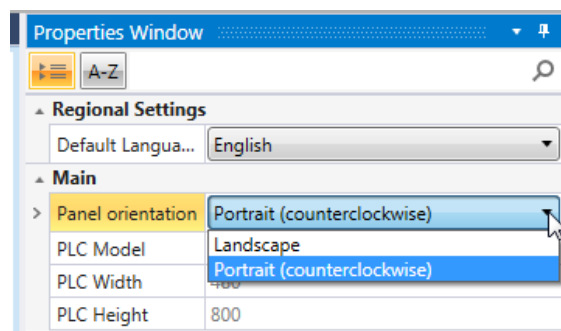 Properties Window
A-Z
Regional Settings
Default Langua... English
Main
Panel orientation Portrait (counterclockwise)
Landscape
PLC Model
Portrait (counterclockwise)
PLC Width
PLC Height 800